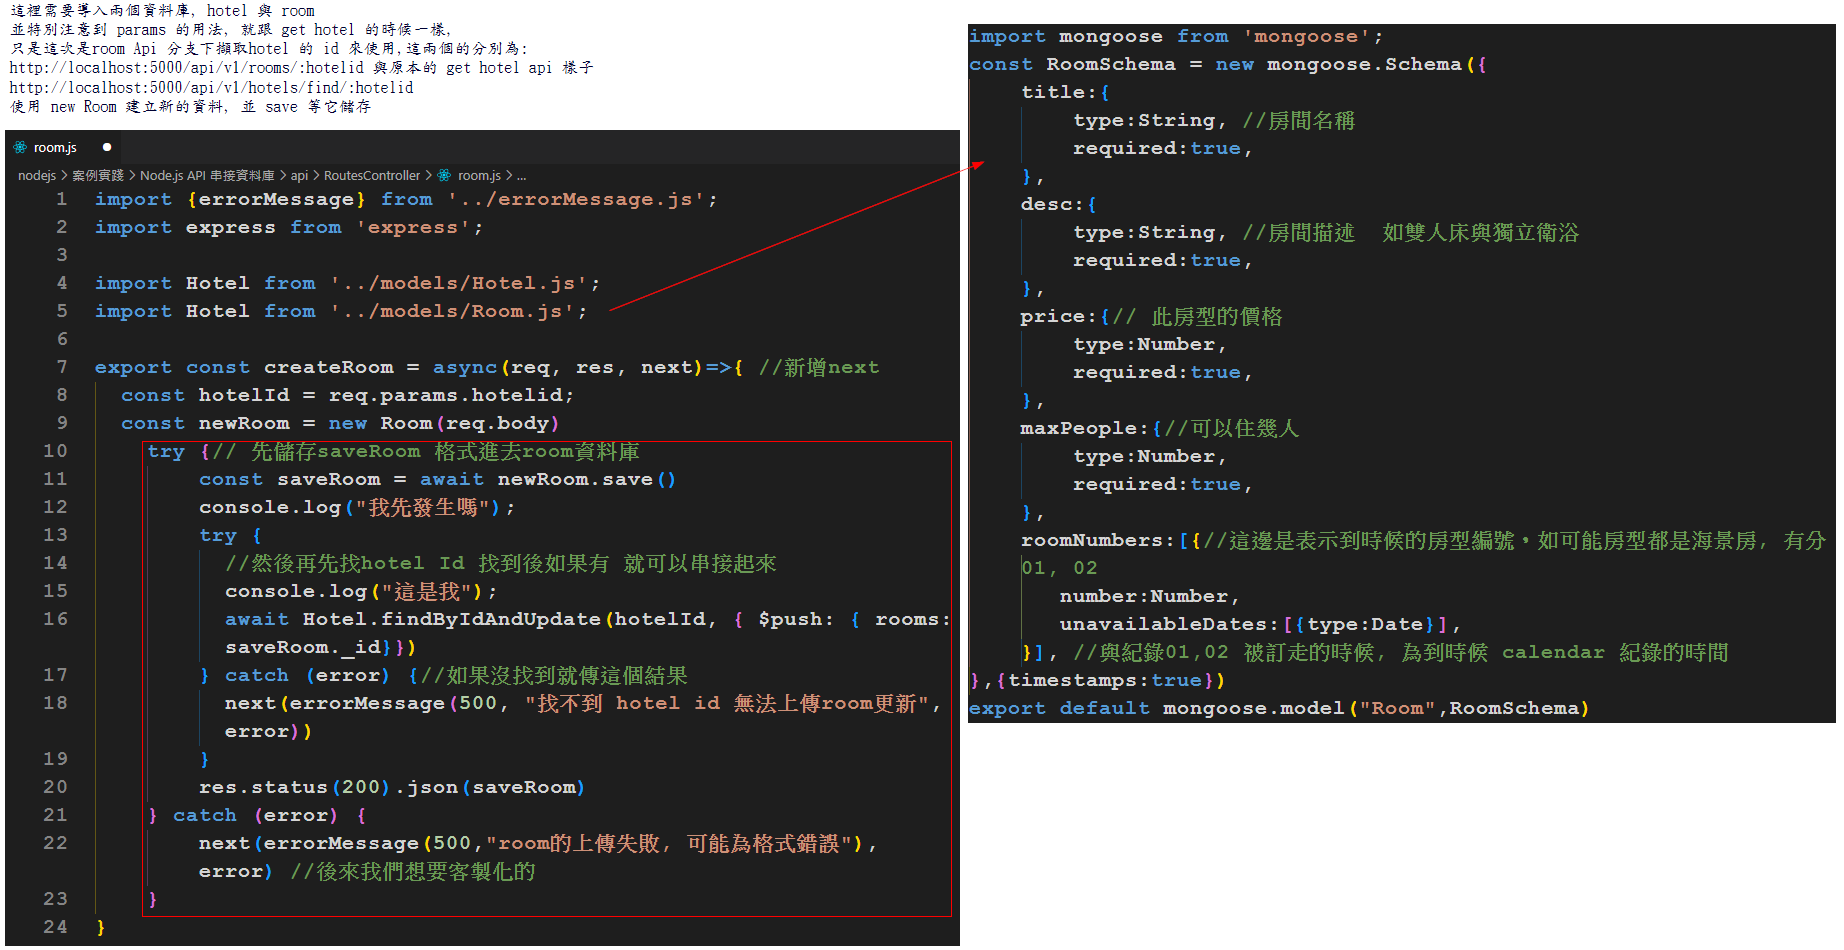 這裡需要導入兩個資料庫, hotel 與 room
並特別注意到 params 的用法, 就跟 get hotel 的時候一樣,
只是這次是room Api 分支下擷取hotel 的 id 來使用,這兩個的分別為:
http://localhost:5000/api/v1/rooms/:hotelid 與原本的 get hotel api 樣子
http://localhost:5000/api/v1/hotels/find/:hotelid
使用 new Room 建立新的資料, 並 save 等它儲存
room.js
nodejs > 案例實踐 > Node.js API 串接資料庫 > api > RoutesController > room.js > ...
1 import {errorMessage} from '../errorMessage.js';
2 import express from 'express';
3
4 import Hotel from '../models/Hotel.js';
5 import Hotel from '../models/Room.js';
6
7 export const createRoom = async(req, res, next)=>{ //新增next
8 const hotelId = req.params.hotelid;
9 const newRoom = new Room(req.body)
10 try {// 先儲存saveRoom 格式進去room資料庫
11 const saveRoom = await newRoom.save()
12 console.log("我先發生嗎");
13 try {
14 //然後再先找hotel Id 找到後如果有 就可以串接起來
15 console.log("這是我");
16 await Hotel.findByIdAndUpdate(hotelId, { $push: { rooms:
saveRoom._id}})
17 } catch (error) {//如果沒找到就傳這個結果
18 next(errorMessage(500, "找不到 hotel id 無法上傳room更新",
error))
19 }
20 res.status(200).json(saveRoom)
21 } catch (error) {
22 next(errorMessage(500,"room的上傳失敗, 可能為格式錯誤"),
error) //後來我們想要客製化的
23 }
24 }
import mongoose from 'mongoose';
const RoomSchema = new mongoose.Schema({
title:{
type:String, //房間名稱
required:true,
},
desc:{
type:String, //房間描述  如雙人床與獨立衛浴
required:true,
},
price:{// 此房型的價格
type:Number,
required:true,
},
maxPeople:{//可以住幾人
type:Number,
required:true,
},
roomNumbers:[{//這邊是表示到時候的房型編號，如可能房型都是海景房, 有分
01, 02
number:Number,
unavailableDates:[{type:Date}],
}], //與紀錄01,02 被訂走的時候, 為到時候 calendar 紀錄的時間
},{timestamps:true})
export default mongoose.model("Room",RoomSchema)